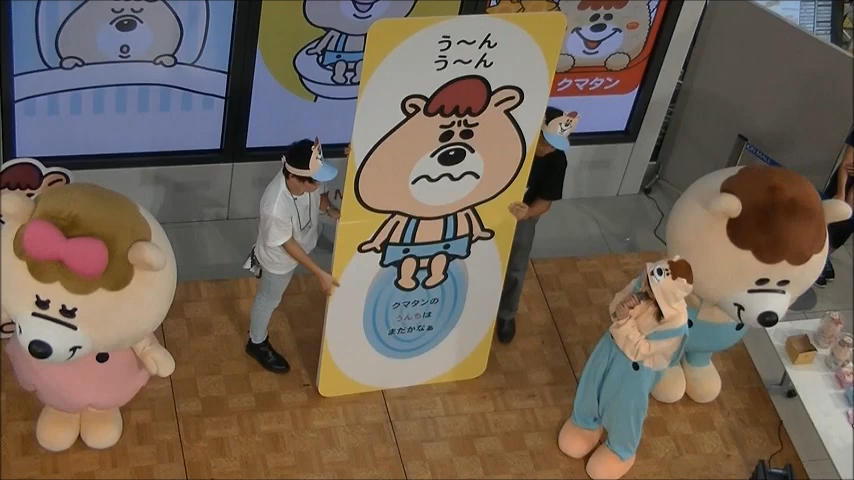 う〜ん
う〜ん
クマタン
クマタンの
うんちは
まだかなぁ